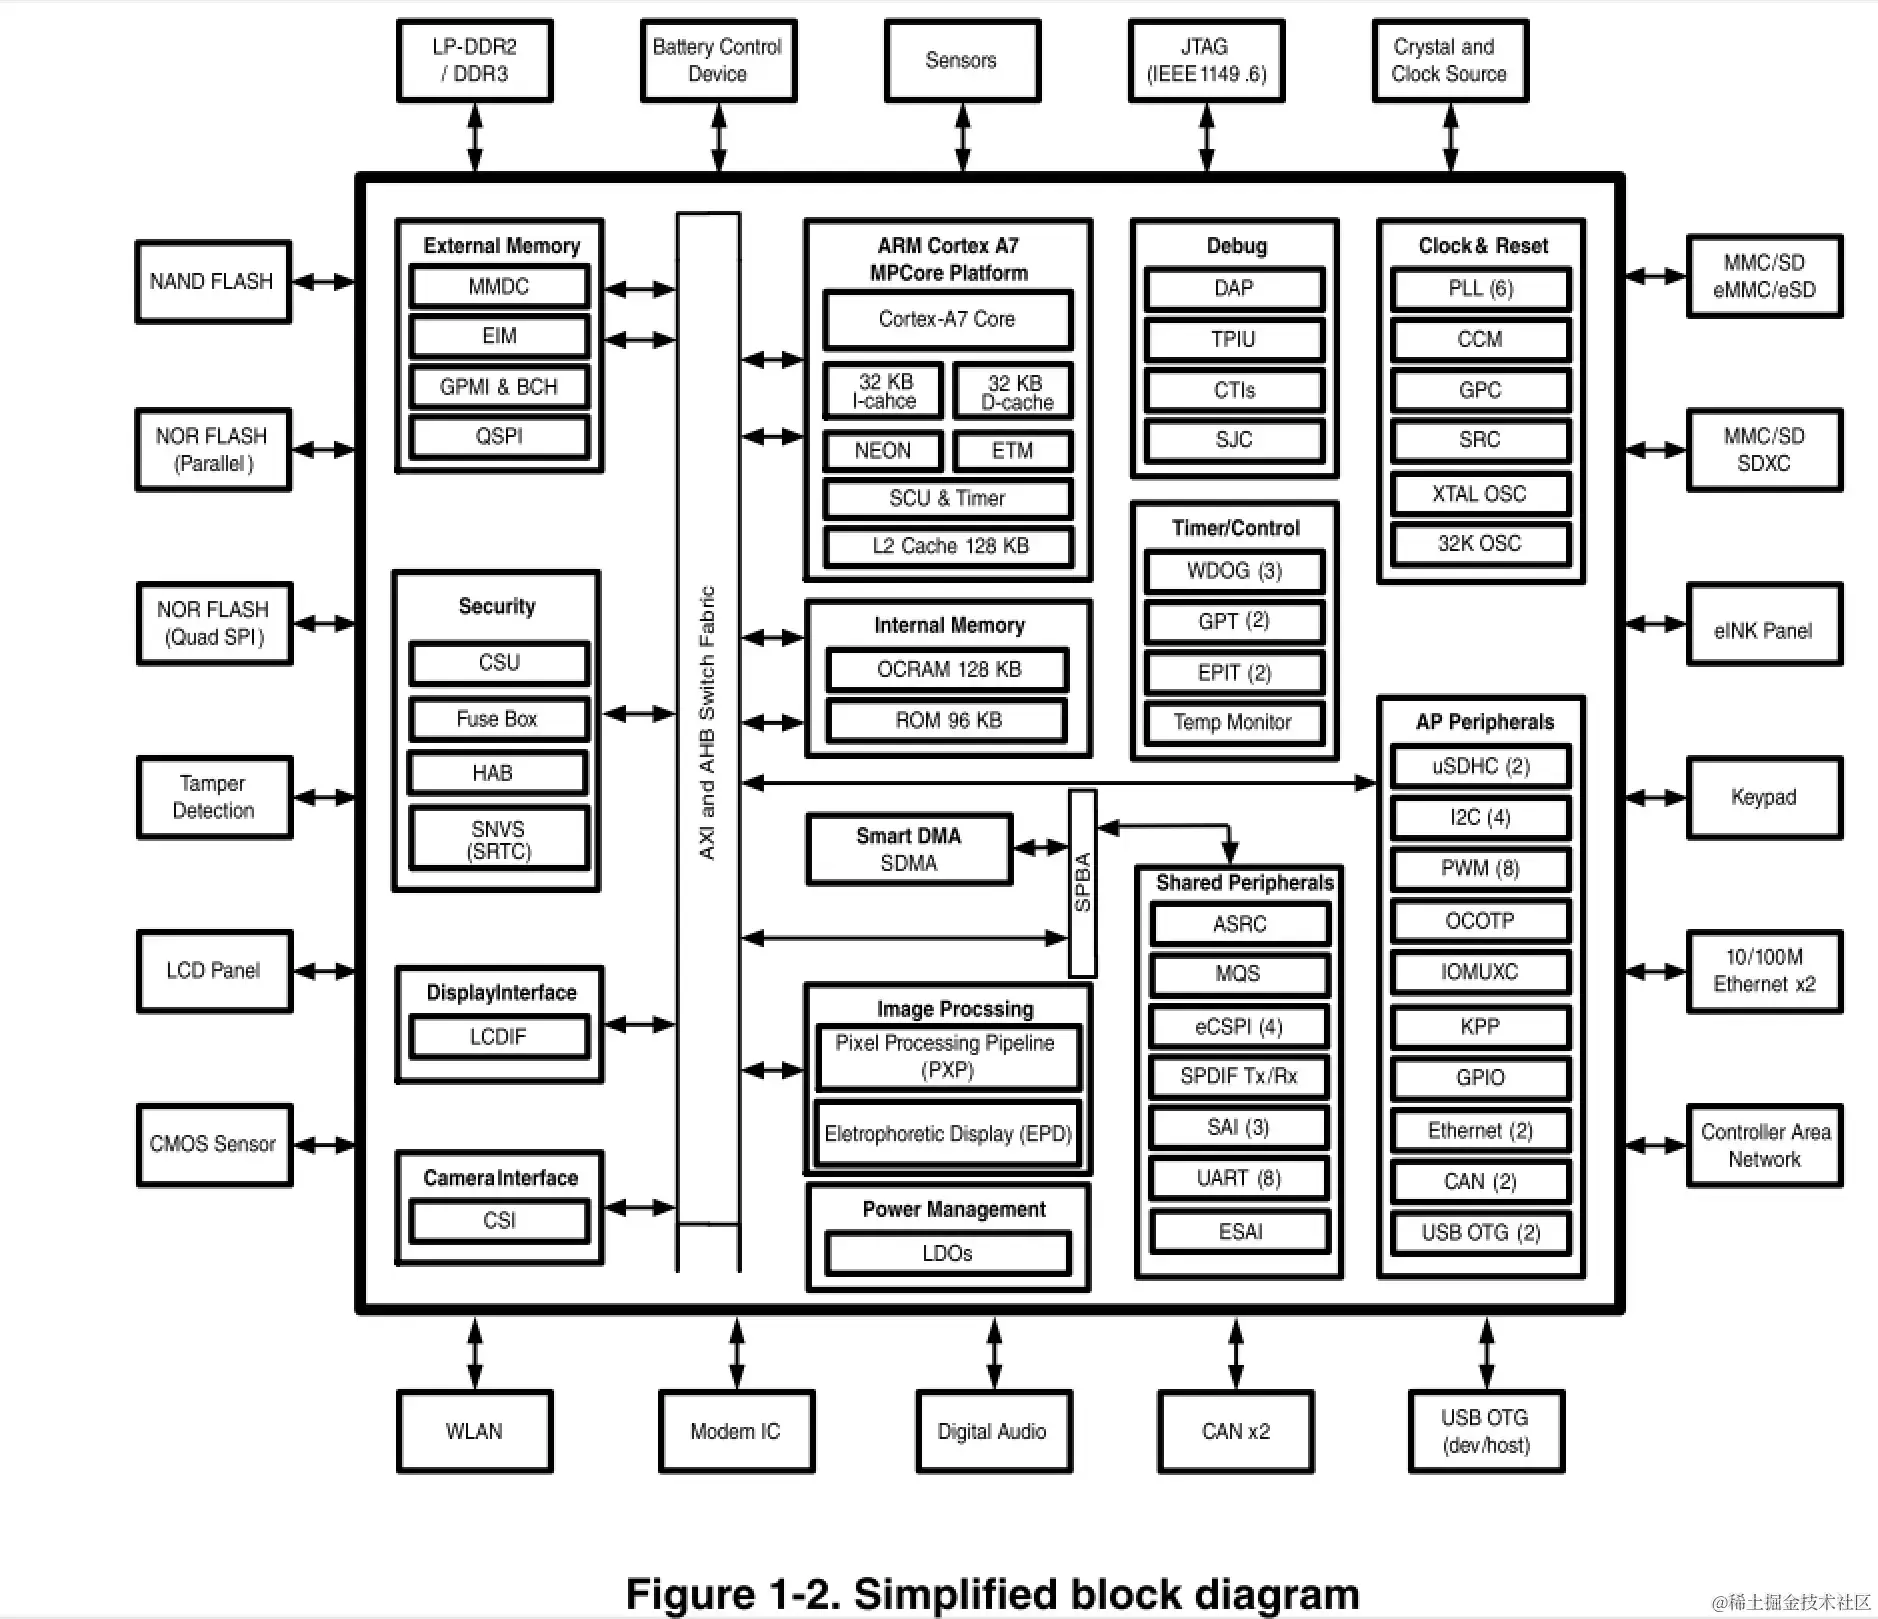 LP-DDR2
/ DDR3
Battery Control
Device
Sensors
JTAG
(IEEE1149.6)
Crystal and
Clock Source
NAND FLASH
NOR FLASH
(Parallel)
NOR FLASH
(Quad SPI)
Tamper
Detection
LCD Panel
CMOS Sensor
External Memory
MMDC
EIM
GPMI & BCH
QSPI
Security
CSU
Fuse Box
HAB
SNVS
(SRTC)
DisplayInterface
LCDIF
CameraInterface
CSI
AXI and AHB Switch Fabric
ARM Cortex A7
MPCore Platform
Cortex-A7 Core
32 KB
I-cahce
32 KB
D-cache
NEON
ETM
SCU & Timer
L2 Cache 128 KB
Internal Memory
OCRAM 128 KB
ROM 96 KB
Smart DMA
SDMA
SPBA
Image Procssing
Pixel Processing Pipeline
(PXP)
Eletrophoretic Display (EPD)
Power Management
LDOs
Debug
DAP
TPIU
CTIs
SJC
Timer/Control
WDOG (3)
GPT (2)
EPIT (2)
Temp Monitor
Shared Peripherals
ASRC
MQS
eCSPI (4)
SPDIF Tx/Rx
SAI (3)
UART (8)
ESAI
Clock & Reset
PLL (6)
CCM
GPC
SRC
XTAL OSC
32K OSC
AP Peripherals
uSDHC (2)
I2C (4)
PWM (8)
OCOTP
IOMUXC
KPP
GPIO
Ethernet (2)
CAN (2)
USB OTG (2)
MMC/SD
eMMC/eSD
MMC/SD
SDXC
eINK Panel
Keypad
10/100M
Ethernet x2
Controller Area
Network
WLAN
Modem IC
Digital Audio
CAN x2
USB OTG
(dev/host)
Figure 1-2. Simplified block diagram
@稀土掘金技术社区